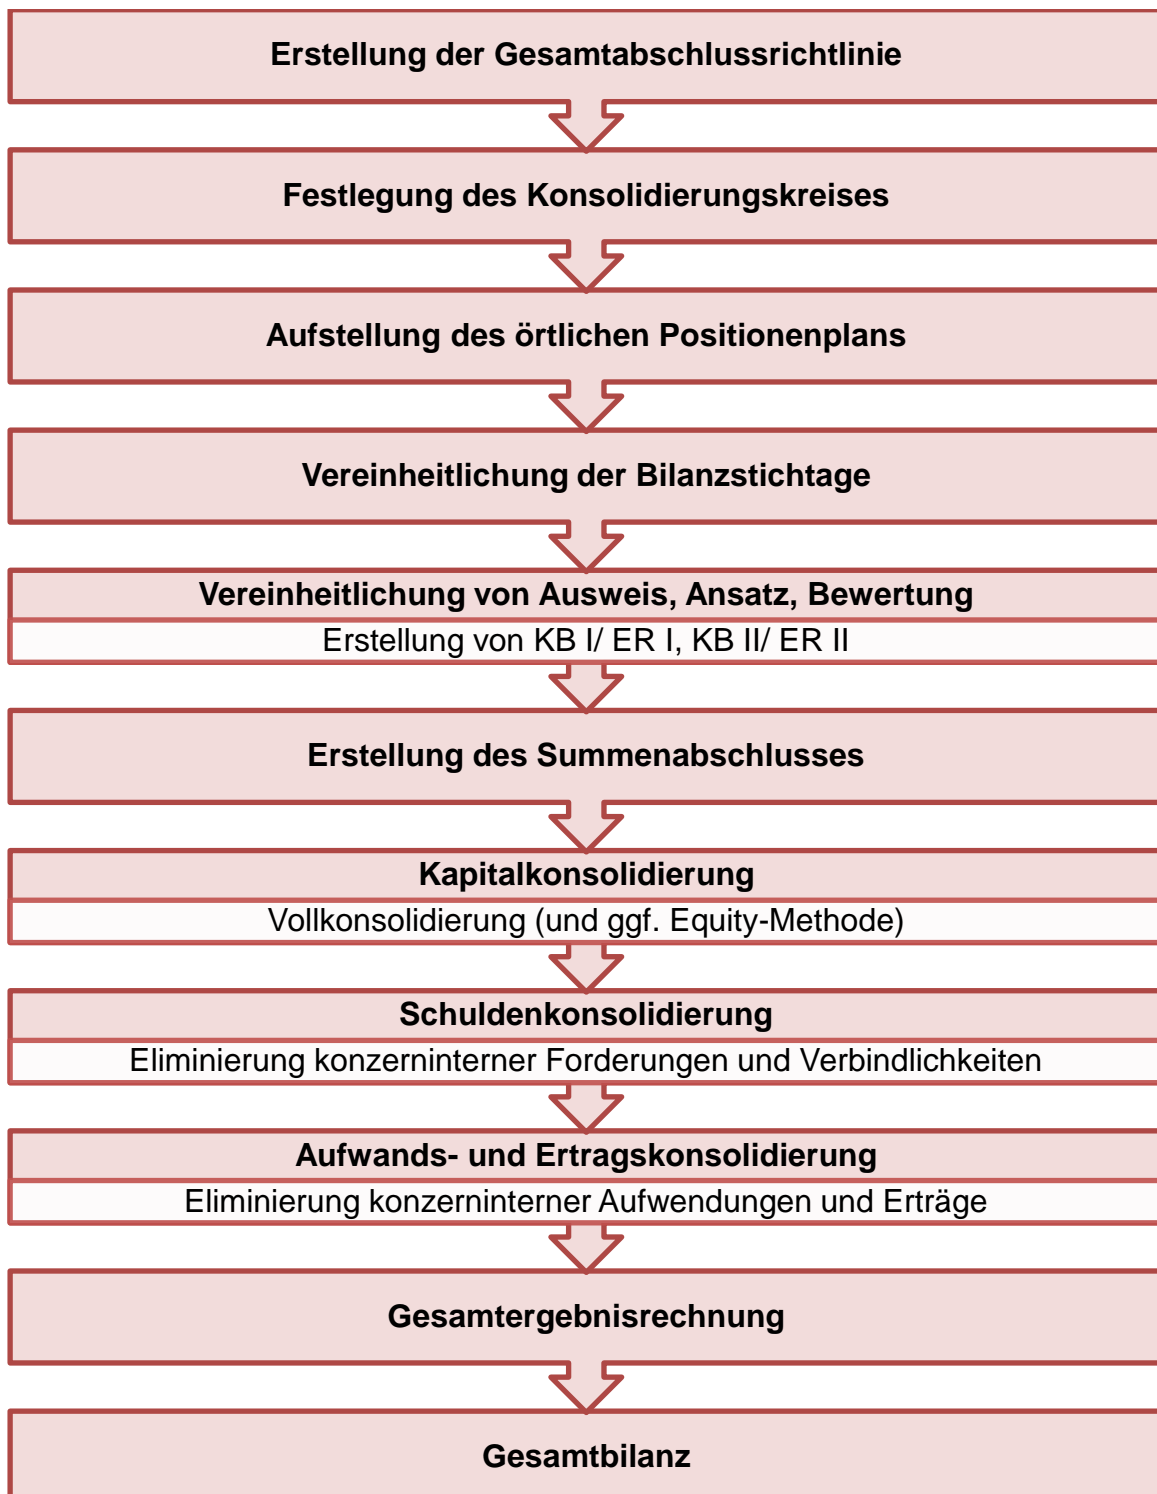 Erstellung der Gesamtabschlussrichtlinie
Festlegung des Konsolidierungskreises
Aufstellung des örtlichen Positionenplans
Vereinheitlichung der Bilanzstichtage
Vereinheitlichung von Ausweis, Ansatz, Bewertung
Erstellung von KB I/ ER I, KB II/ ER II
Erstellung des Summenabschlusses
Kapitalkonsolidierung
Vollkonsolidierung (und ggf. Equity-Methode)
Schuldenkonsolidierung
Eliminierung konzerninterner Forderungen und Verbindlichkeiten
Aufwands- und Ertragskonsolidierung
Eliminierung konzerninterner Aufwendungen und Erträge
Gesamtergebnisrechnung
Gesamtbilanz